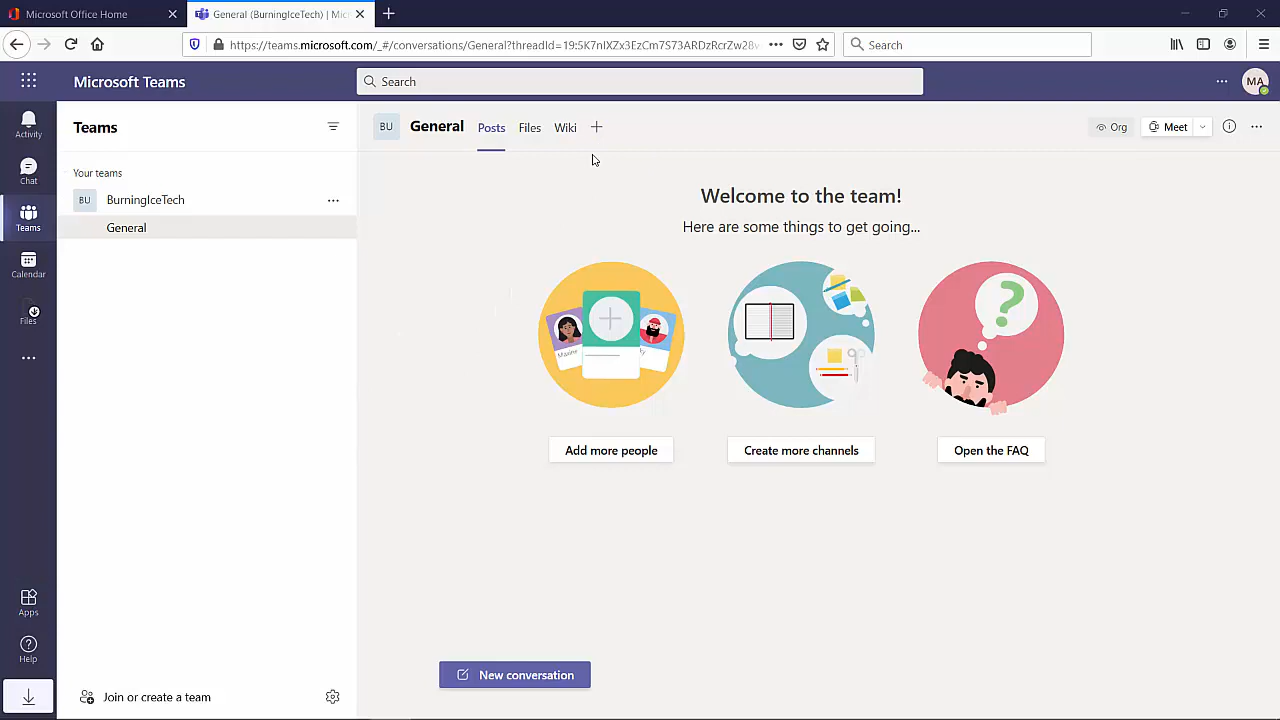 Microsoft Office Home
General (BurningIceTech) | Mic
https://teams.microsoft.com/_#/conversations/General?threadId=19:5K7nIXZx3EzCm7S73ARDzRcrZw28v
Search
Microsoft Teams
Search
MA
Activity
Chat
Teams
Calendar
Files
Apps
Help
Teams
Your teams
BU
BurningIceTech
General
Join or create a team
BU
General
Posts
Files
Wiki
Org
Meet
Welcome to the team!
Here are some things to get going...
Maxine
Add more people
Create more channels
Open the FAQ
New conversation